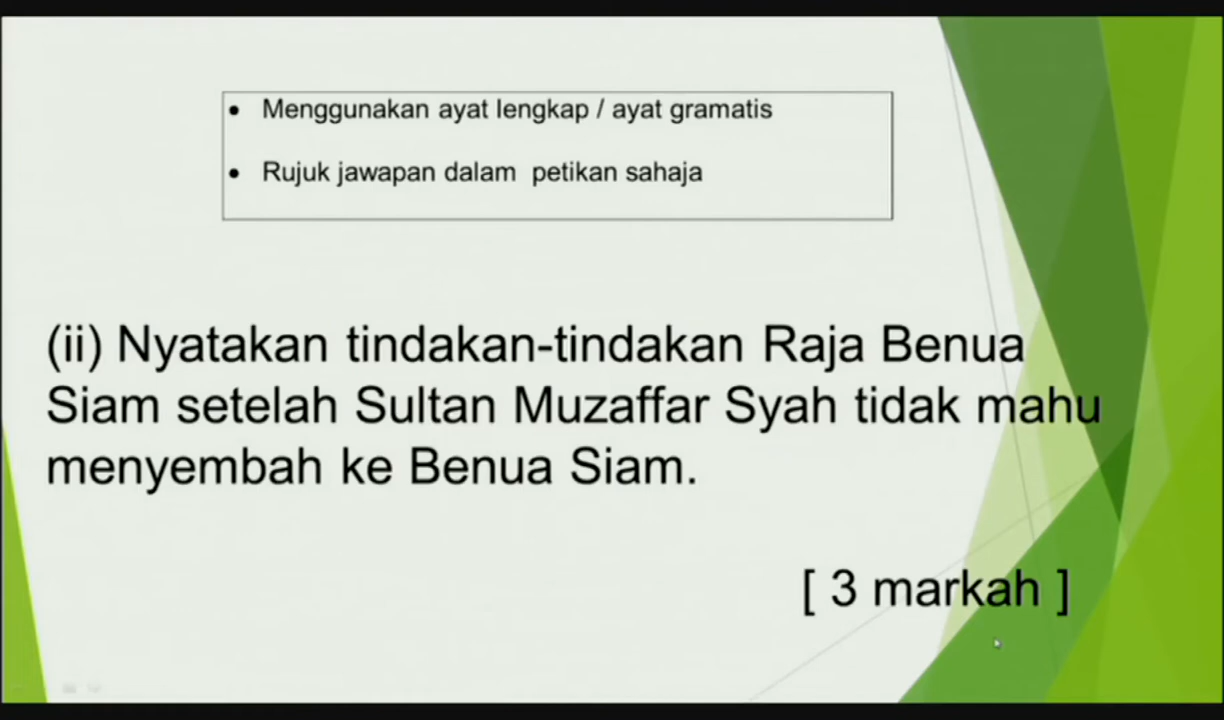 • Menggunakan ayat lengkap / ayat gramatis
• Rujuk jawapan dalam petikan sahaja
(ii) Nyatakan tindakan-tindakan Raja Benua
Siam setelah Sultan Muzaffar Syah tidak mahu
menyembah ke Benua Siam.
[ 3 markah ]